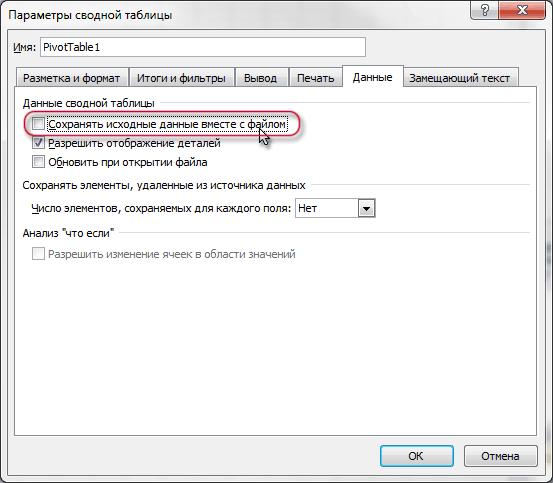 Параметры сводной таблицы
Имя: PivotTable1
Разметка и формат Итоги и фильтры Вывод Печать Данные Замещающий текст
Данные сводной таблицы
Сохранять исходные данные вместе с файлом
Разрешить отображение деталей
Обновить при открытии файла
Сохранять элементы, удаленные из источника данных
Число элементов, сохраняемых для каждого поля: Нет
Анализ "что если"
Разрешить изменение ячеек в области значений
ОК Отмена